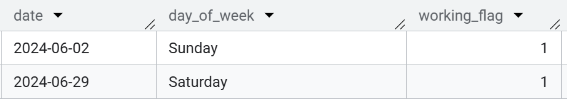 date day_of_week working_flag
2024-06-02 Sunday 1
2024-06-29 Saturday 1